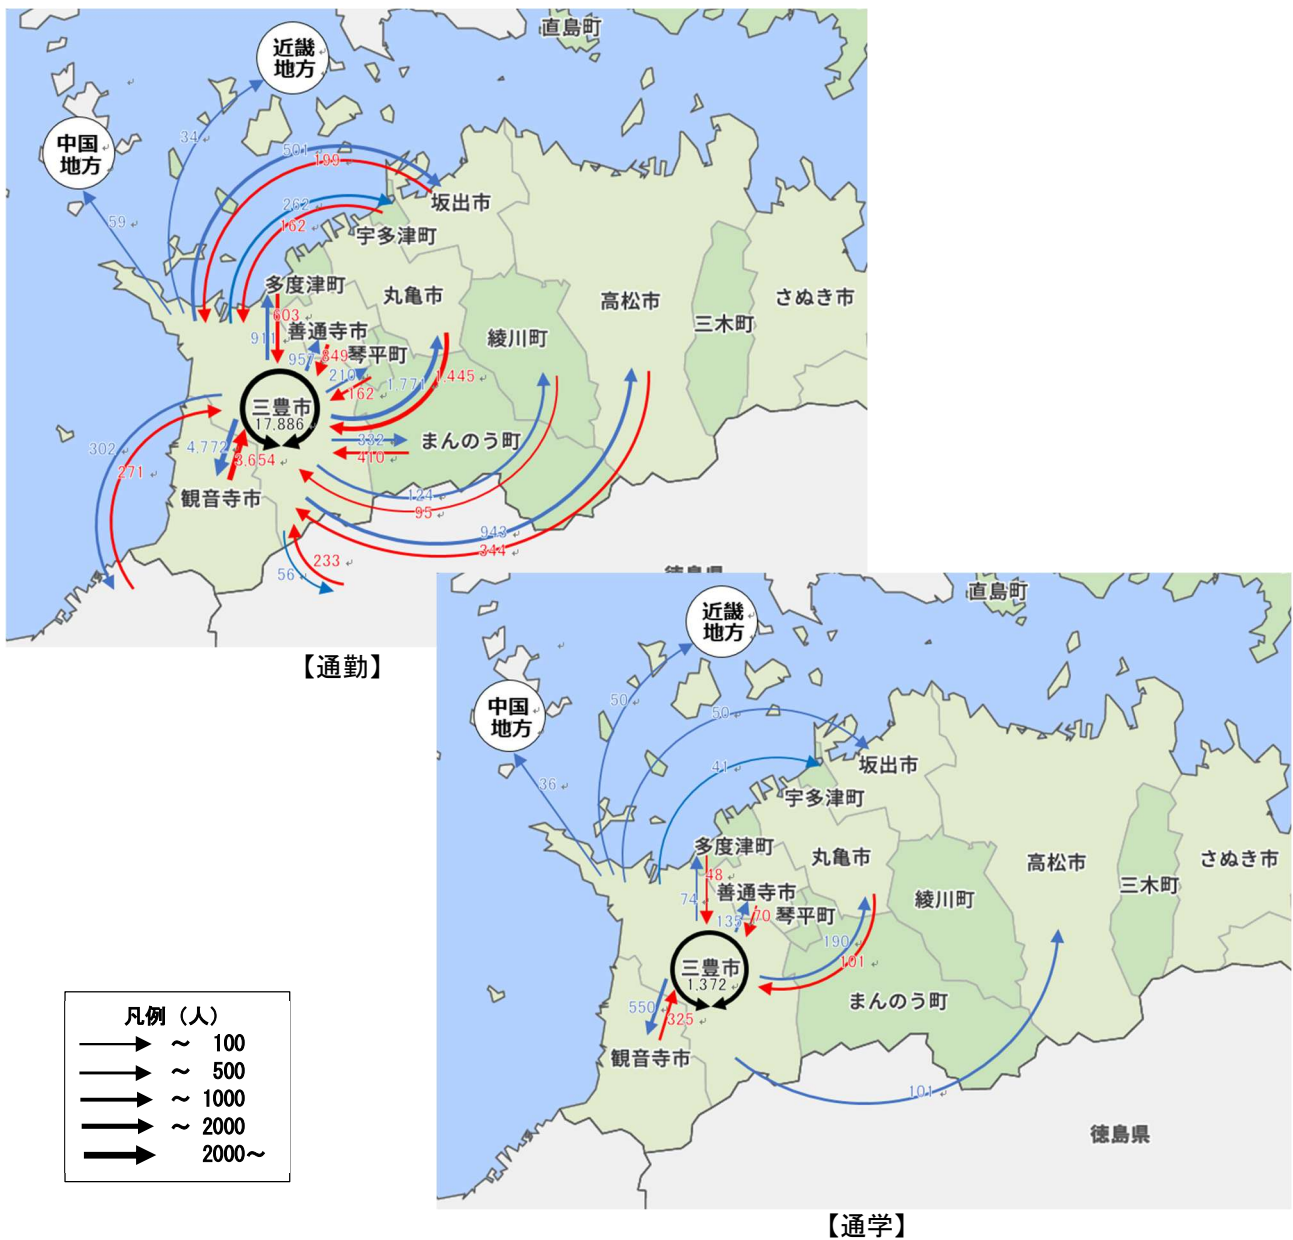 直島町
近畿
地方
中国
地方
34
501
199
坂出市
262
162
宇多津町
59
多度津町
丸亀市
高松市
さぬき市
三木町
603
911
善通寺市
綾川町
957
849
琴平町
210
162
1,771
1,445
三豊市
17,886
332
まんのう町
410
4,772
3,654
302
271
観音寺市
124
95
943
344
233
56
徳島県
【通勤】
直島町
近畿
地方
中国
地方
50
50
坂出市
41
36
宇多津町
多度津町
丸亀市
高松市
さぬき市
三木町
48
74
善通寺市
綾川町
135
70
琴平町
190
101
三豊市
1,372
まんのう町
550
325
観音寺市
101
徳島県
【通学】
凡例（人）
～ 100
～ 500
～ 1000
～ 2000
2000～